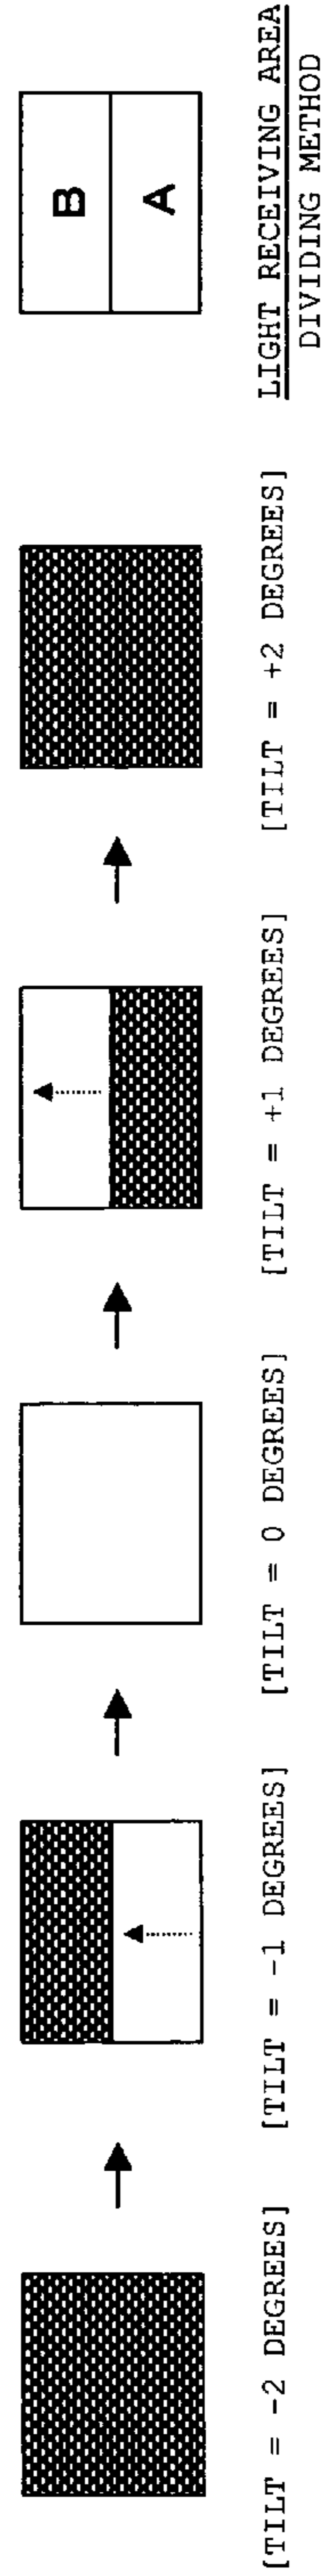 B
A
LIGHT RECEIVING AREA
DIVIDING METHOD
[TILT = +2 DEGREES]
[TILT = +1 DEGREES]
[TILT = 0 DEGREES]
[TILT = -1 DEGREES]
[TILT = -2 DEGREES]